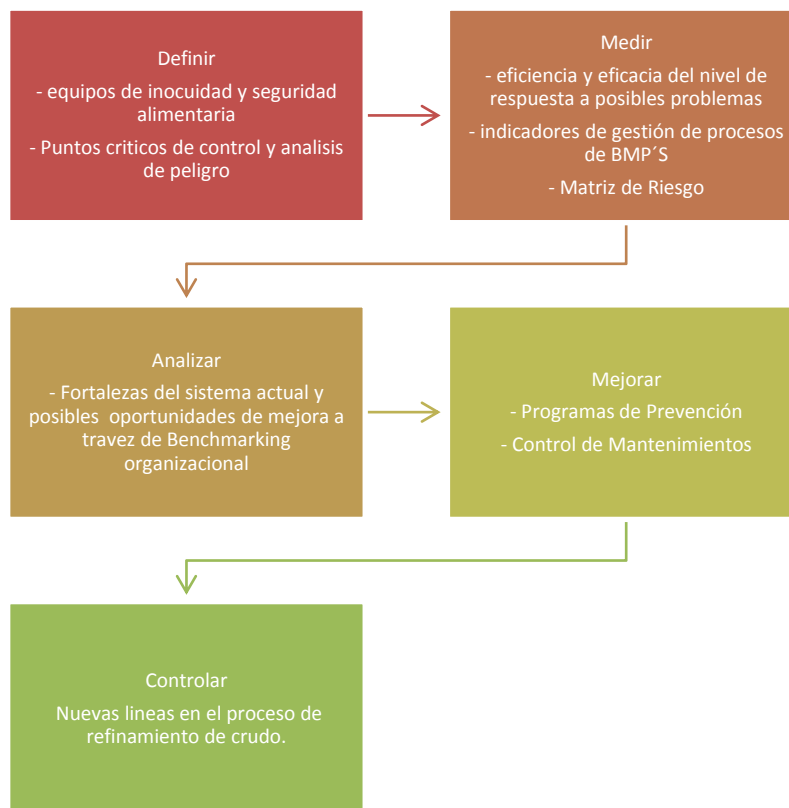 Definir
- equipos de inocuidad y seguridad
alimentaria
- Puntos criticos de control y analisis
de peligro
Medir
- eficiencia y eficacia del nivel de
respuesta a posibles problemas
- indicadores de gestión de procesos
de BMP´S
- Matriz de Riesgo
Analizar
- Fortalezas del sistema actual y
posibles oportunidades de mejora a
travez de Benchmarking
organizacional
Mejorar
- Programas de Prevención
- Control de Mantenimientos
Controlar
Nuevas lineas en el proceso de
refinamiento de crudo.